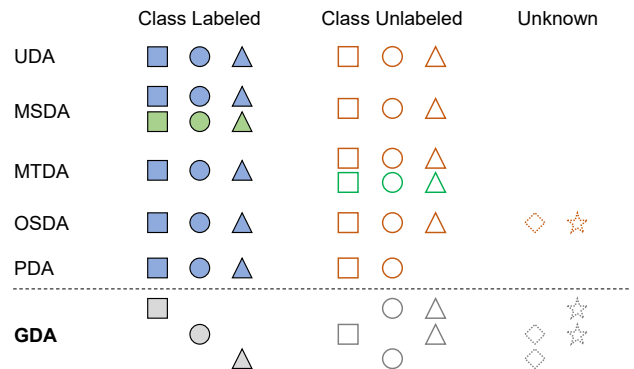 Class Labeled Class Unlabeled Unknown
UDA
MSDA
MTDA
OSDA
PDA
GDA